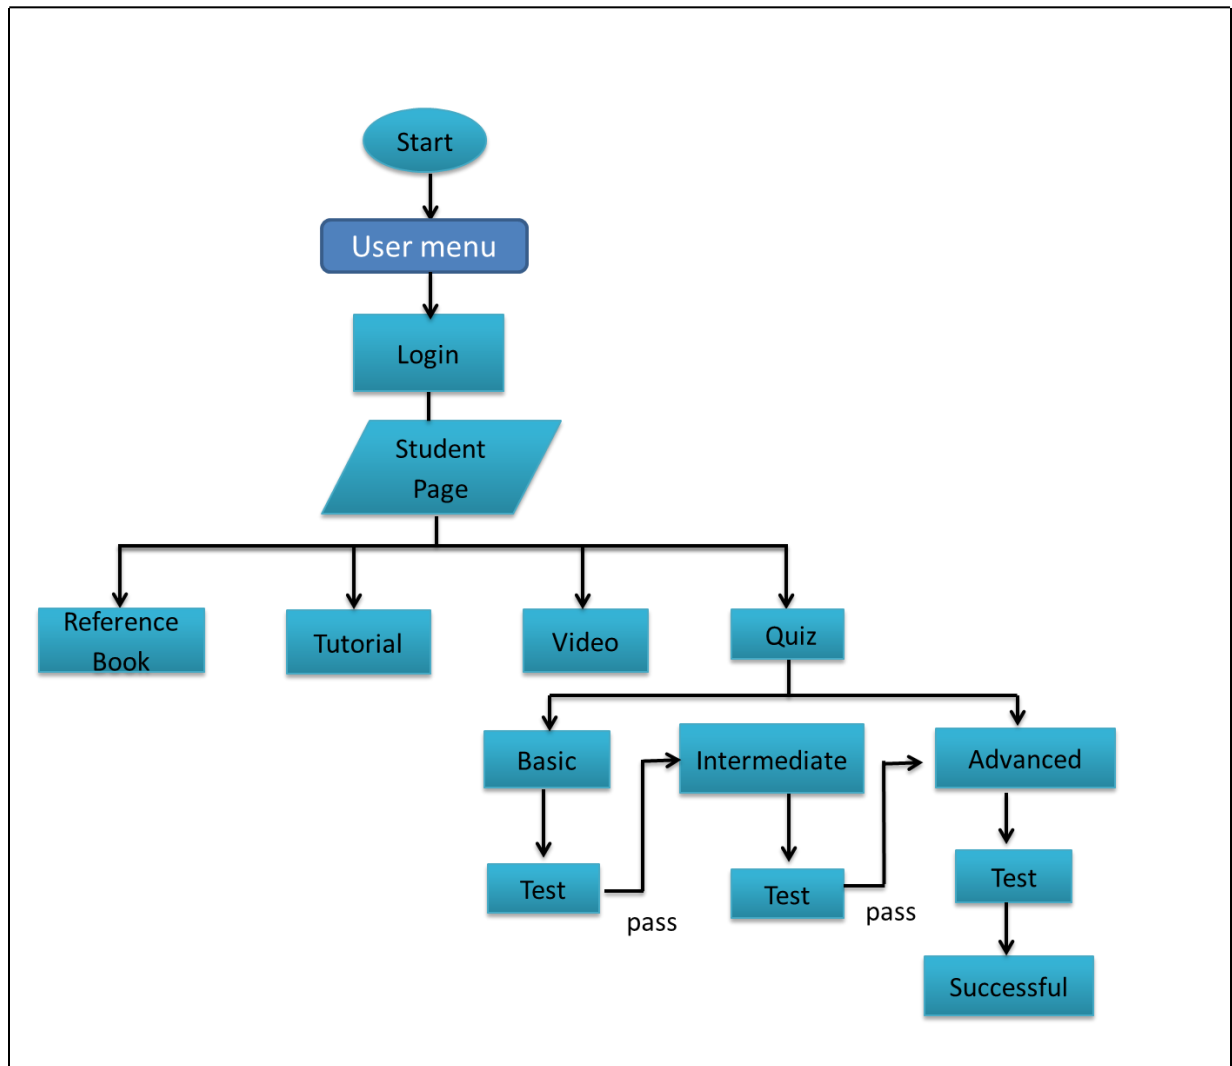 Start
User menu
Login
Student
Page
Reference
Book
Tutorial
Video
Quiz
Basic
Intermediate
Advanced
Test
pass
Test
pass
Test
Successful